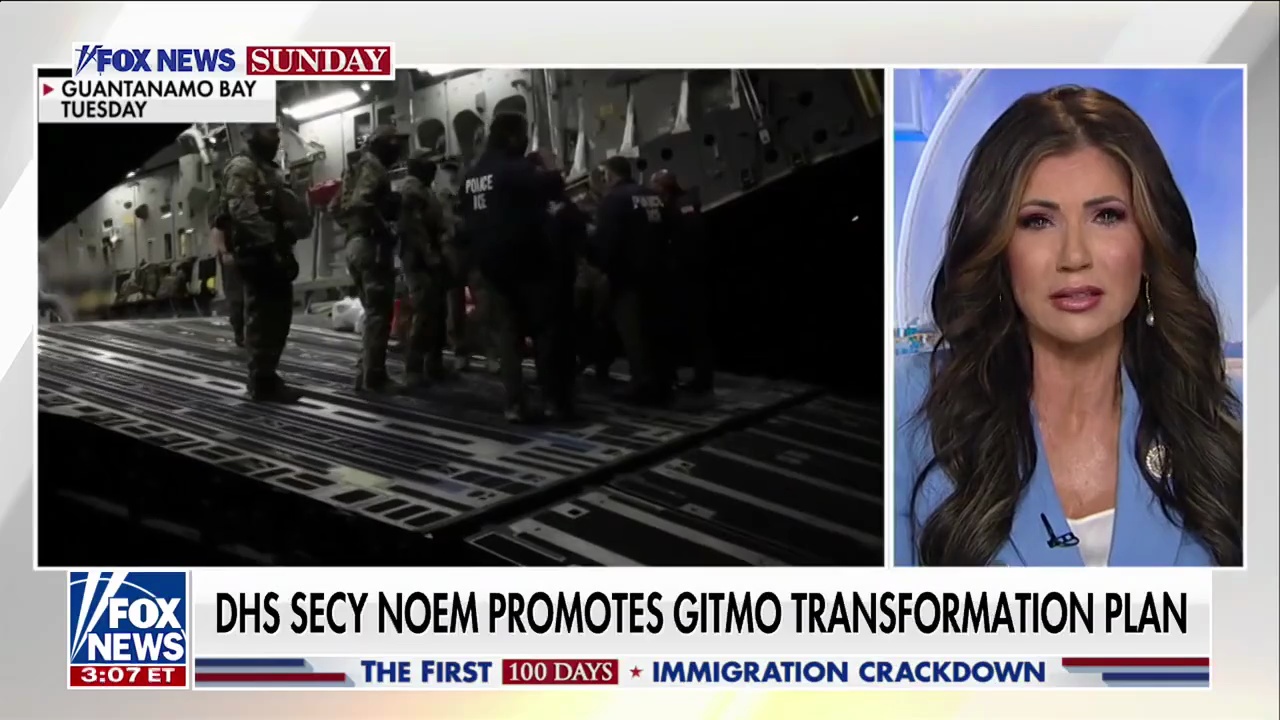 FOX NEWS SUNDAY
GUANTANAMO BAY
TUESDAY
POLICE
ICE
POLICE
ICE
DHS SECY NOEM PROMOTES GITMO TRANSFORMATION PLAN
FOX
NEWS
3:07 ET
THE FIRST 100 DAYS ★ IMMIGRATION CRACKDOWN